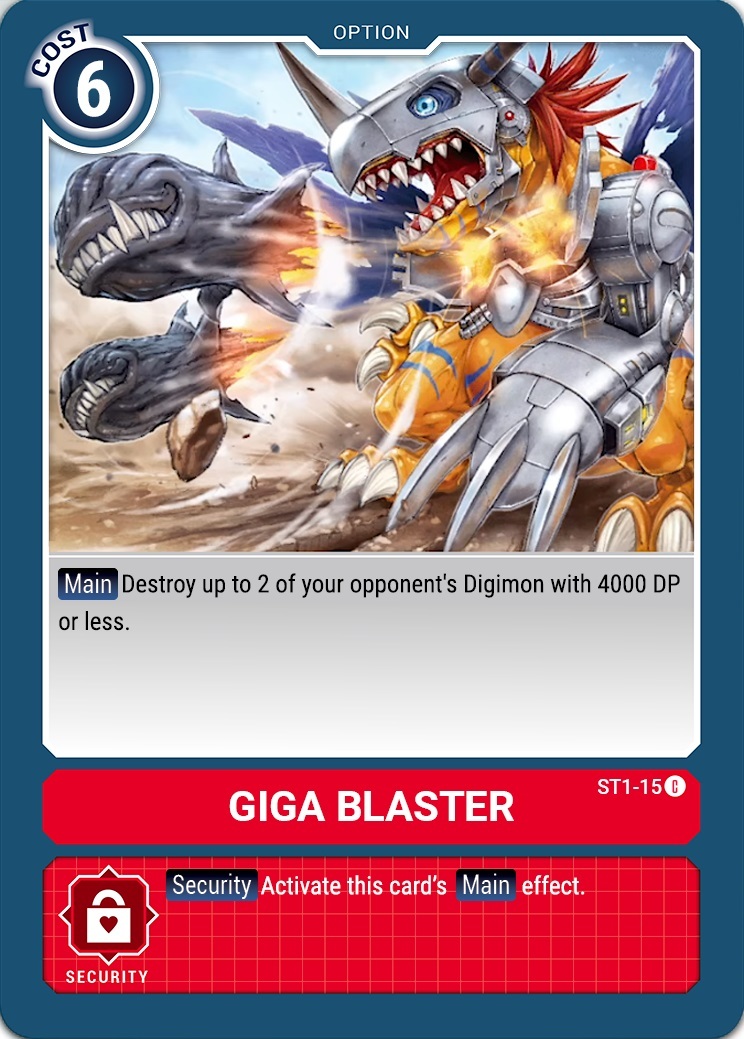 OPTION
COST
6
Main Destroy up to 2 of your opponent's Digimon with 4000 DP
or less.
ST1-15 C
GIGA BLASTER
Security Activate this card’s Main effect.
SECURITY